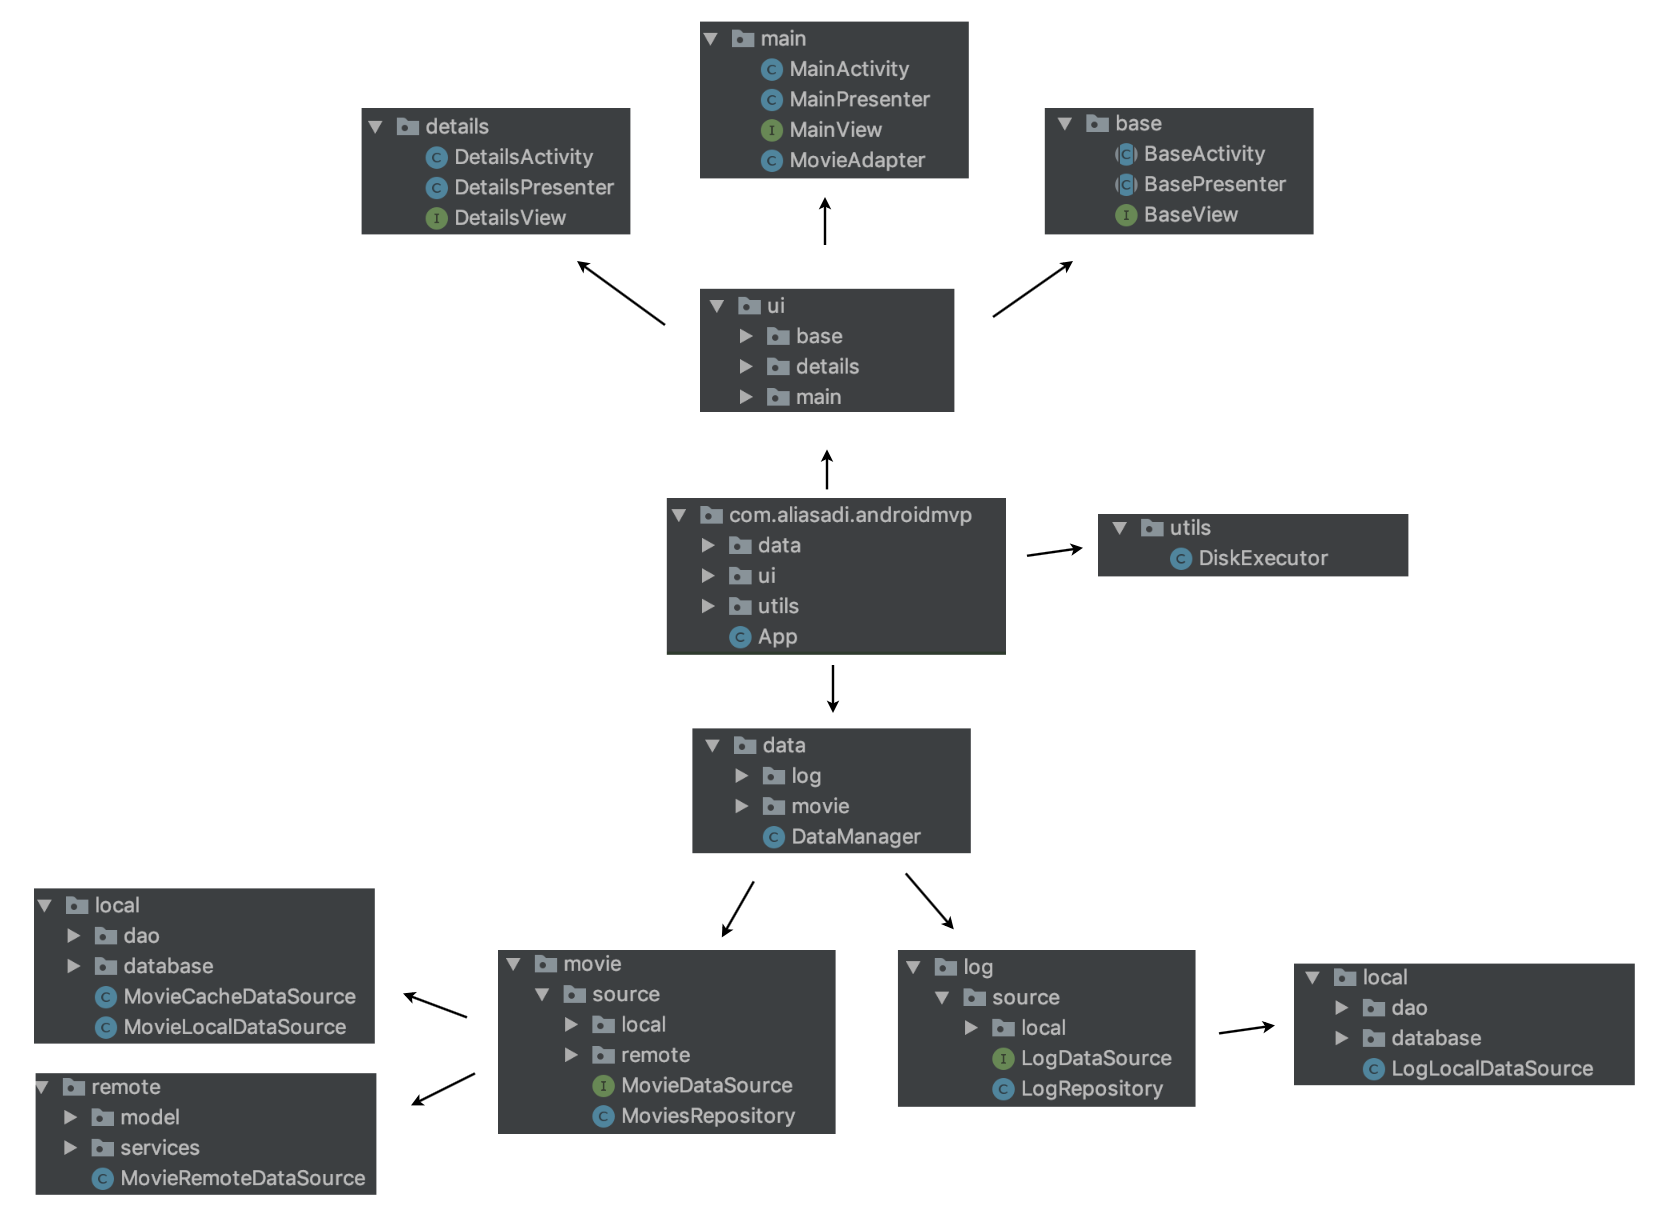 main
MainActivity
MainPresenter
MainView
MovieAdapter
details
DetailsActivity
DetailsPresenter
DetailsView
base
BaseActivity
BasePresenter
BaseView
ui
base
details
main
com.aliasadi.androidmvp
data
ui
utils
App
utils
DiskExecutor
data
log
movie
DataManager
local
dao
database
MovieCacheDataSource
MovieLocalDataSource
remote
model
services
MovieRemoteDataSource
movie
source
local
remote
MovieDataSource
MoviesRepository
log
source
local
LogDataSource
LogRepository
local
dao
database
LogLocalDataSource